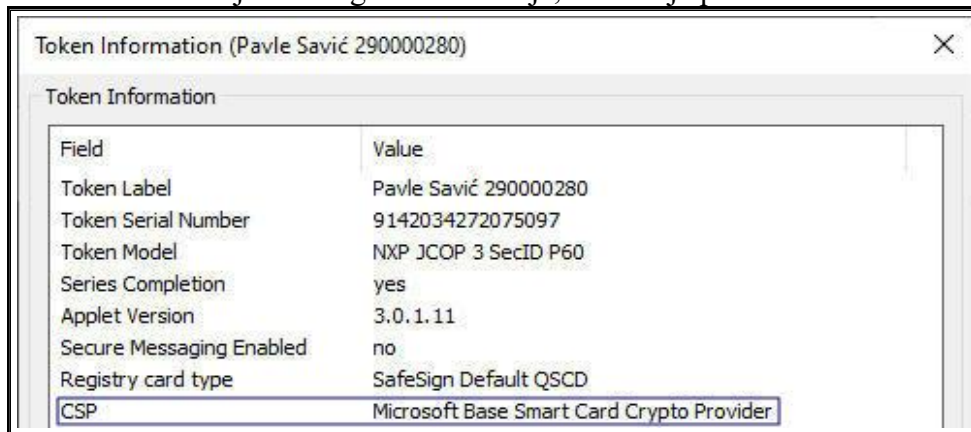 Token Information (Pavle Savić 290000280)
Token Information
Field Value
Token Label Pavle Savić 290000280
Token Serial Number 9142034272075097
Token Model NXP JCOP 3 SecID P60
Series Completion yes
Applet Version 3.0.1.11
Secure Messaging Enabled no
Registry card type SafeSign Default QSCD
CSP Microsoft Base Smart Card Crypto Provider